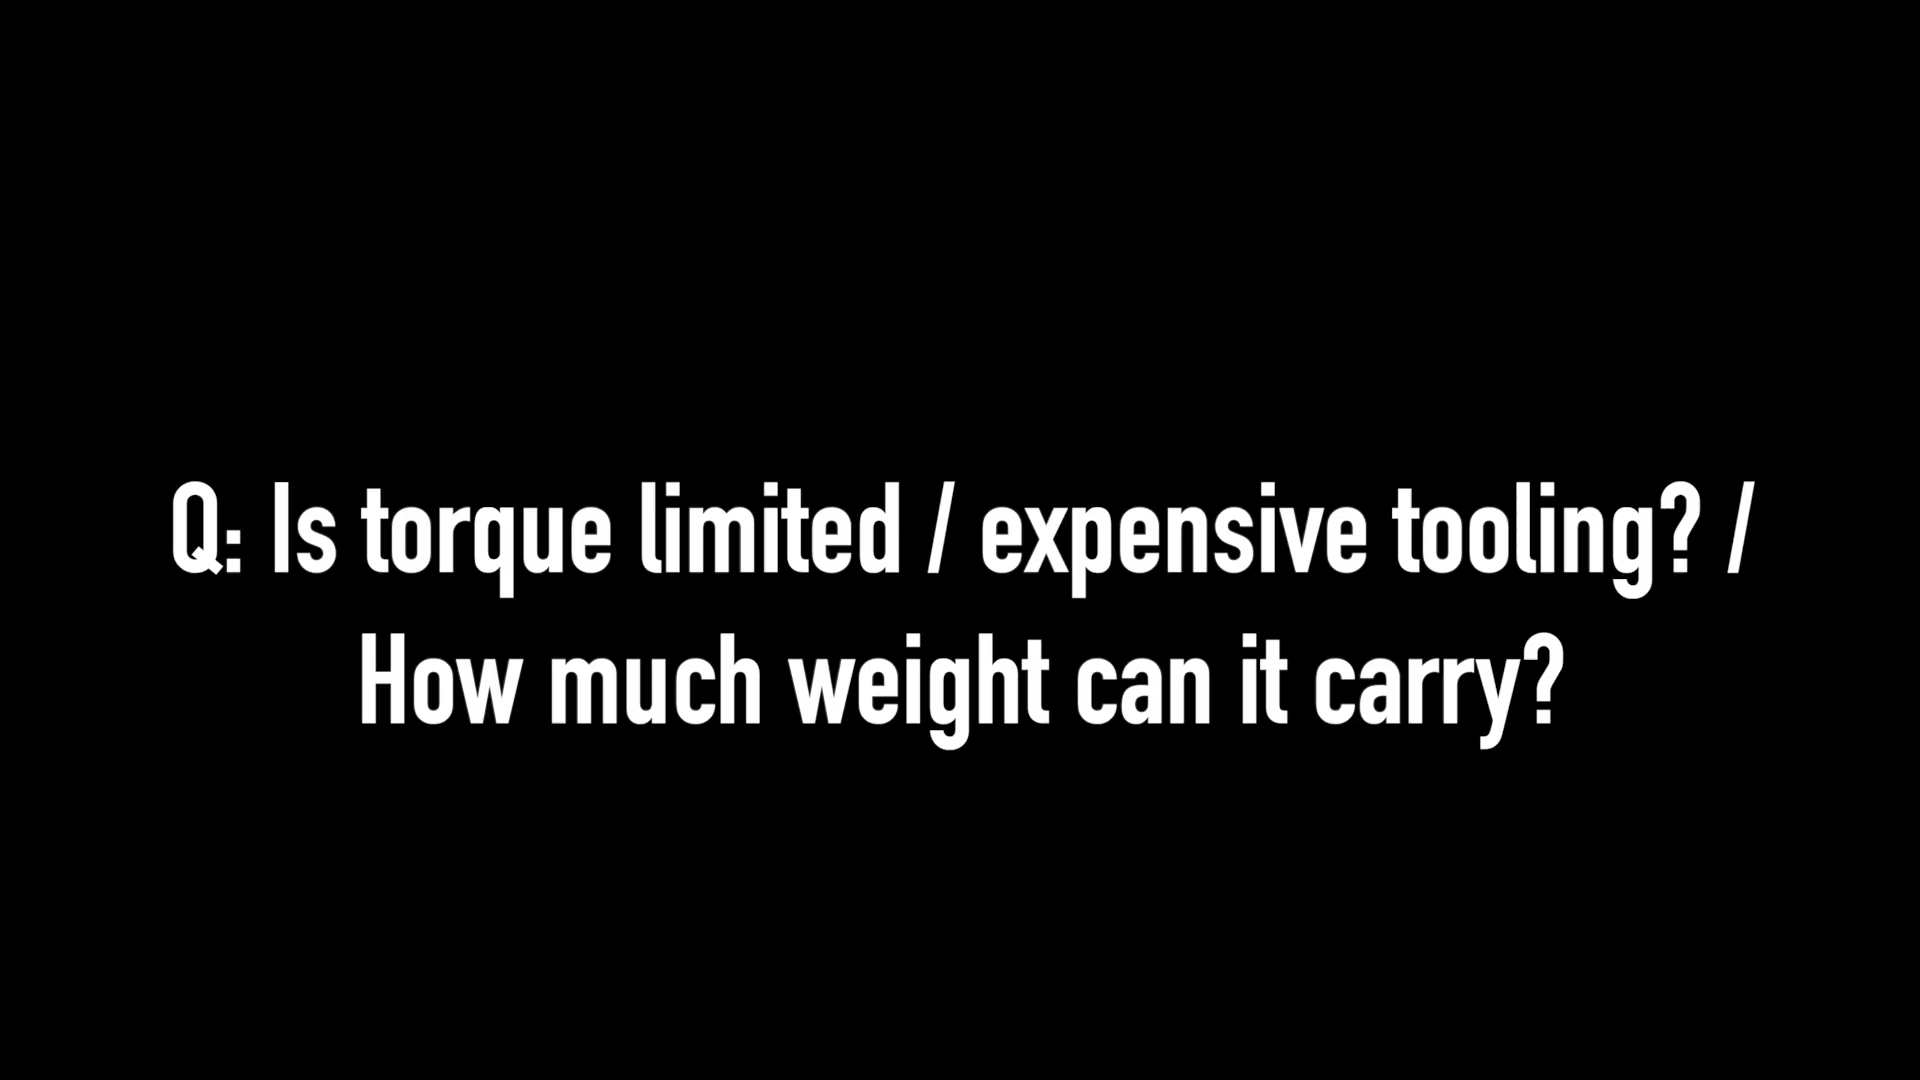 Q: Is torque limited / expensive tooling? /
How much weight can it carry?